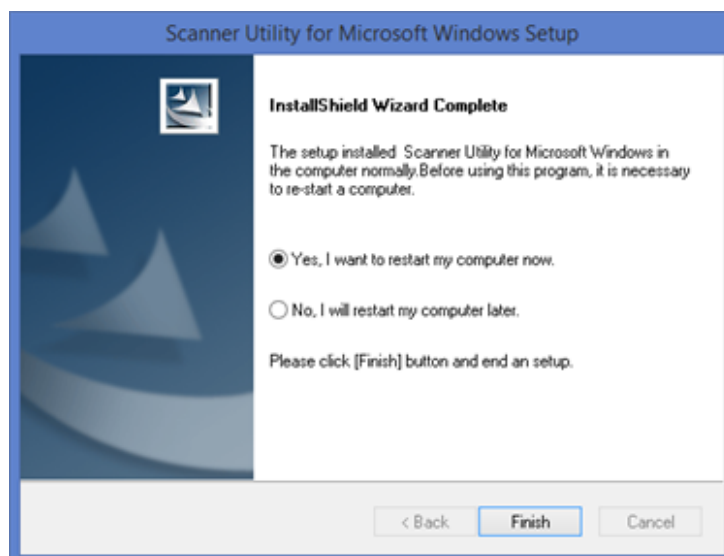 Scanner Utility for Microsoft Windows Setup
InstallShield Wizard Complete
The setup installed Scanner Utility for Microsoft Windows in
the computer normally.Before using this program, it is necessary
to re-start a computer.
Yes, I want to restart my computer now.
No, I will restart my computer later.
Please click [Finish] button and end an setup.
< Back Finish Cancel